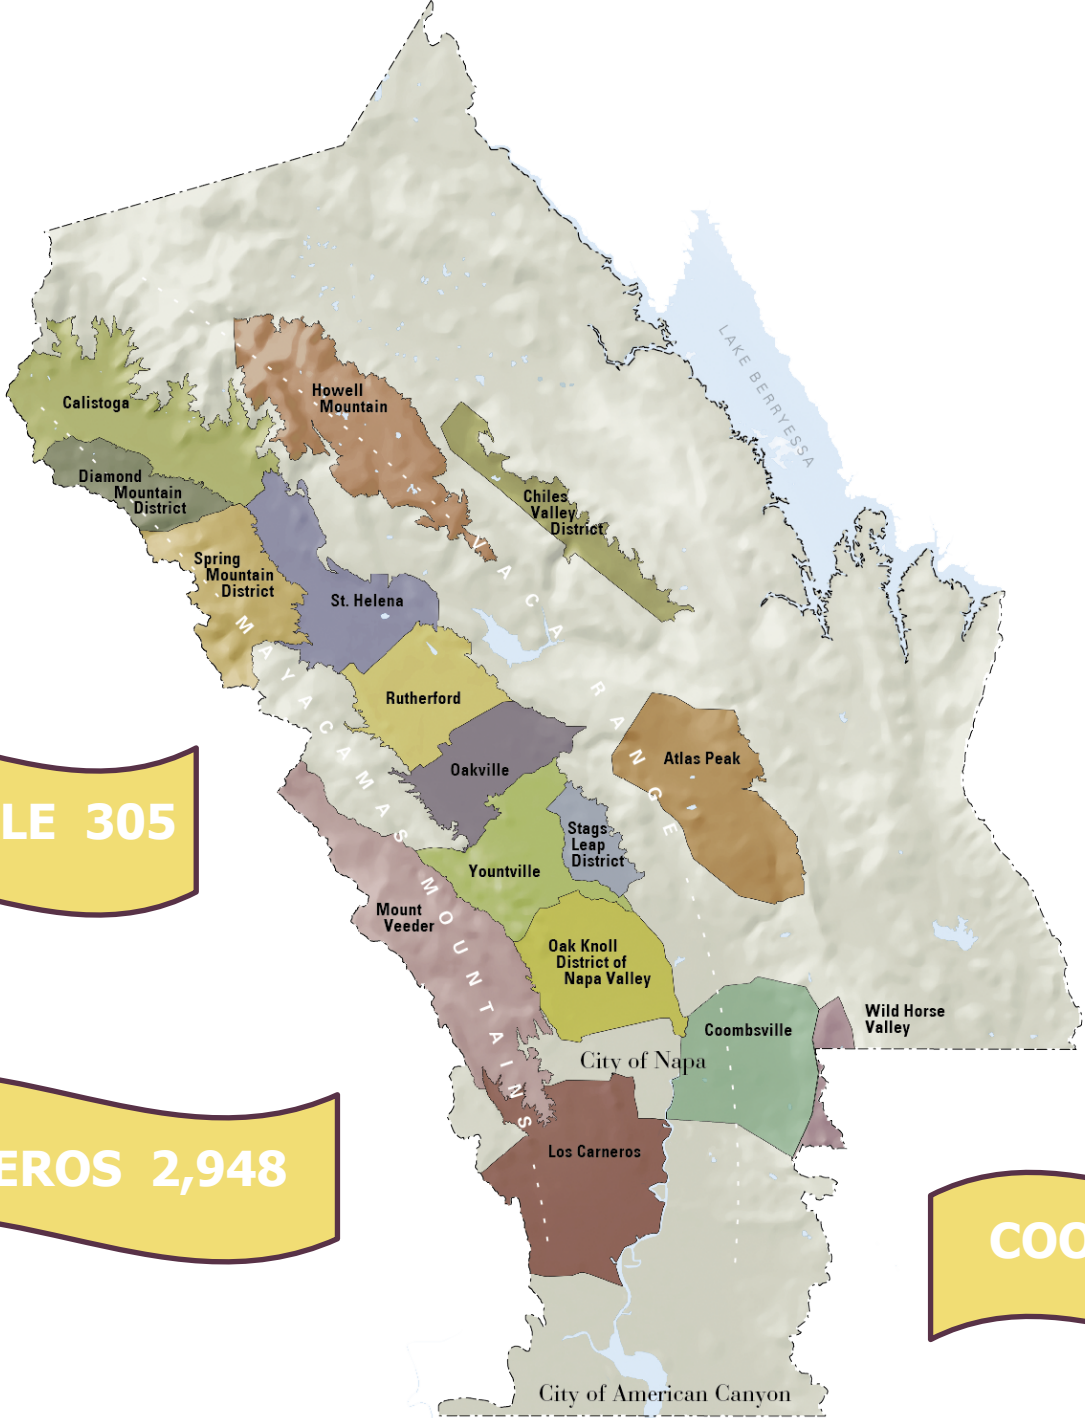 LAKE BERRYESSA
Calistoga
Howell
Mountain
Diamond
Mountain
District
Chiles
Valley
District
Spring
Mountain
District
St. Helena
VACA RANGE
MAYACAMAS MOUNTAINS
Rutherford
Oakville
Atlas Peak
Stags
Leap
District
Yountville
LE 305
Mount
Veeder
Oak Knoll
District of
Napa Valley
Coombsville
Wild Horse
Valley
City of Napa
Los Carneros
EROS 2,948
COO
City of American Canyon